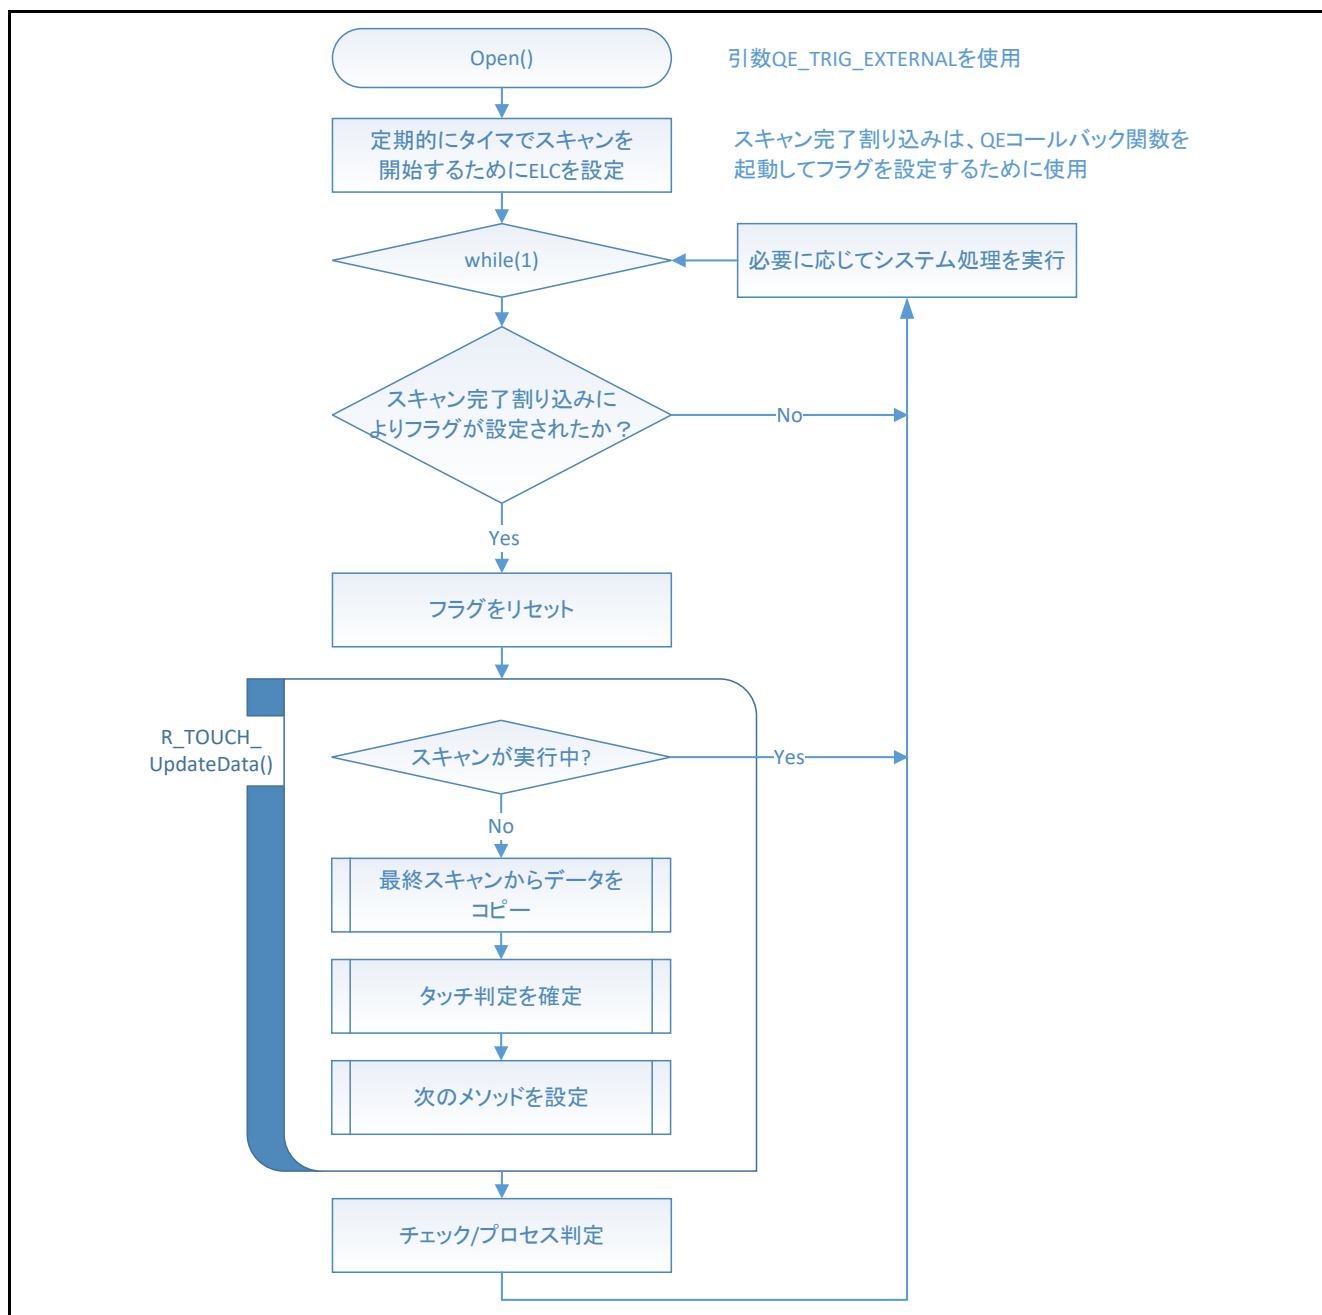 Open()
引数QE_TRIG_EXTERNALを使用
定期的にタイマでスキャンを
開始するためにELCを設定
スキャン完了割り込みは、QEコールバック関数を
起動してフラグを設定するために使用
while(1)
必要に応じてシステム処理を実行
スキャン完了割り込みに
よりフラグが設定されたか？
No
Yes
フラグをリセット
R_TOUCH_
UpdateData()
スキャンが実行中?
Yes
No
最終スキャンからデータを
コピー
タッチ判定を確定
次のメソッドを設定
チェック/プロセス判定